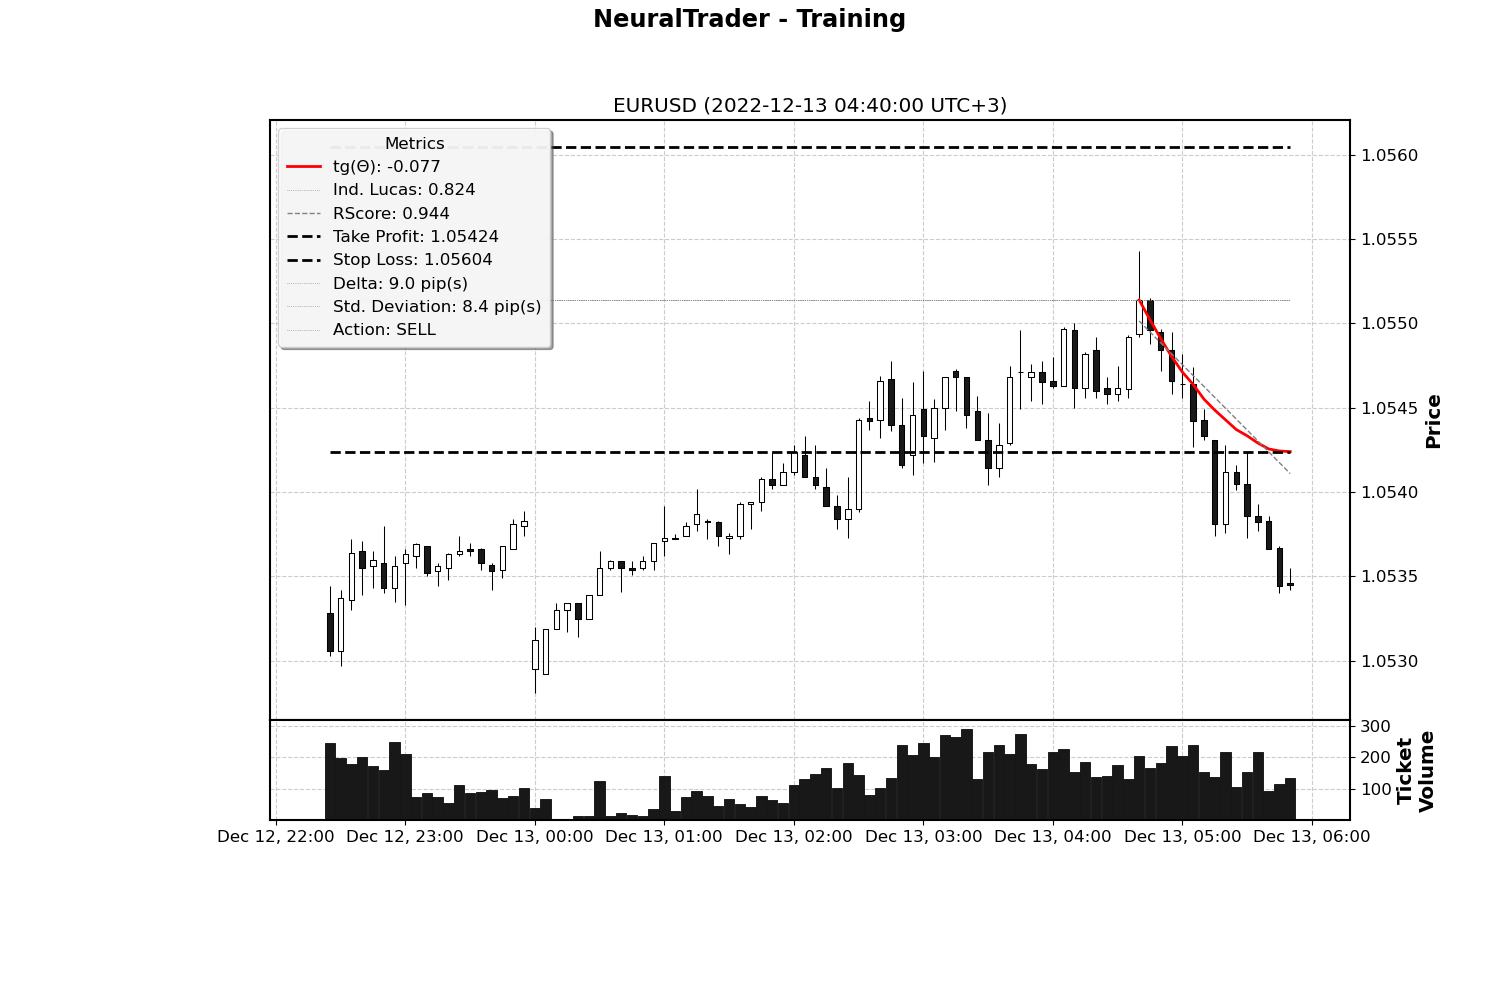 NeuralTrader - Training
EURUSD (2022-12-13 04:40:00 UTC+3)
Metrics
tg(Θ): -0.077
Ind. Lucas: 0.824
RScore: 0.944
Take Profit: 1.05424
Stop Loss: 1.05604
Delta: 9.0 pip(s)
Std. Deviation: 8.4 pip(s)
Action: SELL
1.0560
1.0555
1.0550
1.0545
1.0540
1.0535
1.0530
Price
300
200
100
Ticket
Volume
Dec 12, 22:00
Dec 12, 23:00
Dec 13, 00:00
Dec 13, 01:00
Dec 13, 02:00
Dec 13, 03:00
Dec 13, 04:00
Dec 13, 05:00
Dec 13, 06:00